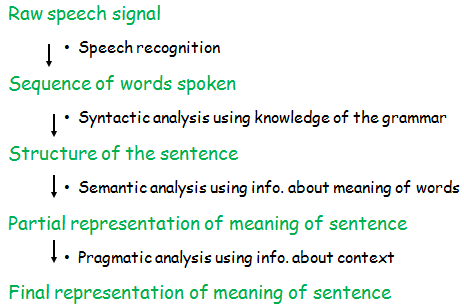 Raw speech signal
• Speech recognition
Sequence of words spoken
• Syntactic analysis using knowledge of the grammar
Structure of the sentence
• Semantic analysis using info. about meaning of words
Partial representation of meaning of sentence
• Pragmatic analysis using info. about context
Final representation of meaning of sentence